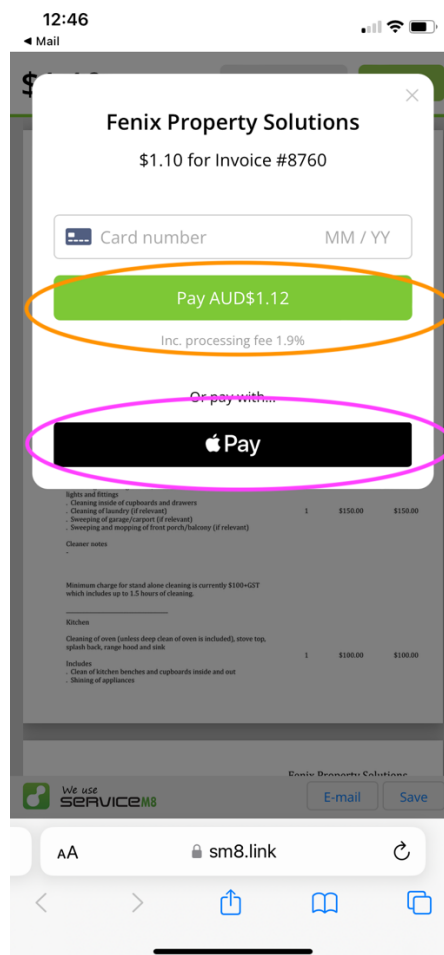 12:46
◀ Mail
Fenix Property Solutions
$1.10 for Invoice #8760
Card number MM / YY
Pay AUD$1.12
Inc. processing fee 1.9%
Or pay with...
Pay
lights and fittings
. Cleaning inside of cupboards and drawers
. Cleaning of laundry (if relevant) 1 $150.00 $150.00
. Sweeping of garage/carport (if relevant)
. Sweeping and mopping of front porch/balcony (if relevant)
Cleaner notes
-
Minimum charge for stand alone cleaning is currently $100+GST
which includes up to 1.5 hours of cleaning.
Kitchen
Cleaning of oven (unless deep clean of oven is included), stove top,
splash back, range hood and sink
1 $100.00 $100.00
Includes
. Clean of kitchen benches and cupboards inside and out
. Shining of appliances
Fenix Property Solutions
We use
SERVICEM8
E-mail Save
AA sm8.link